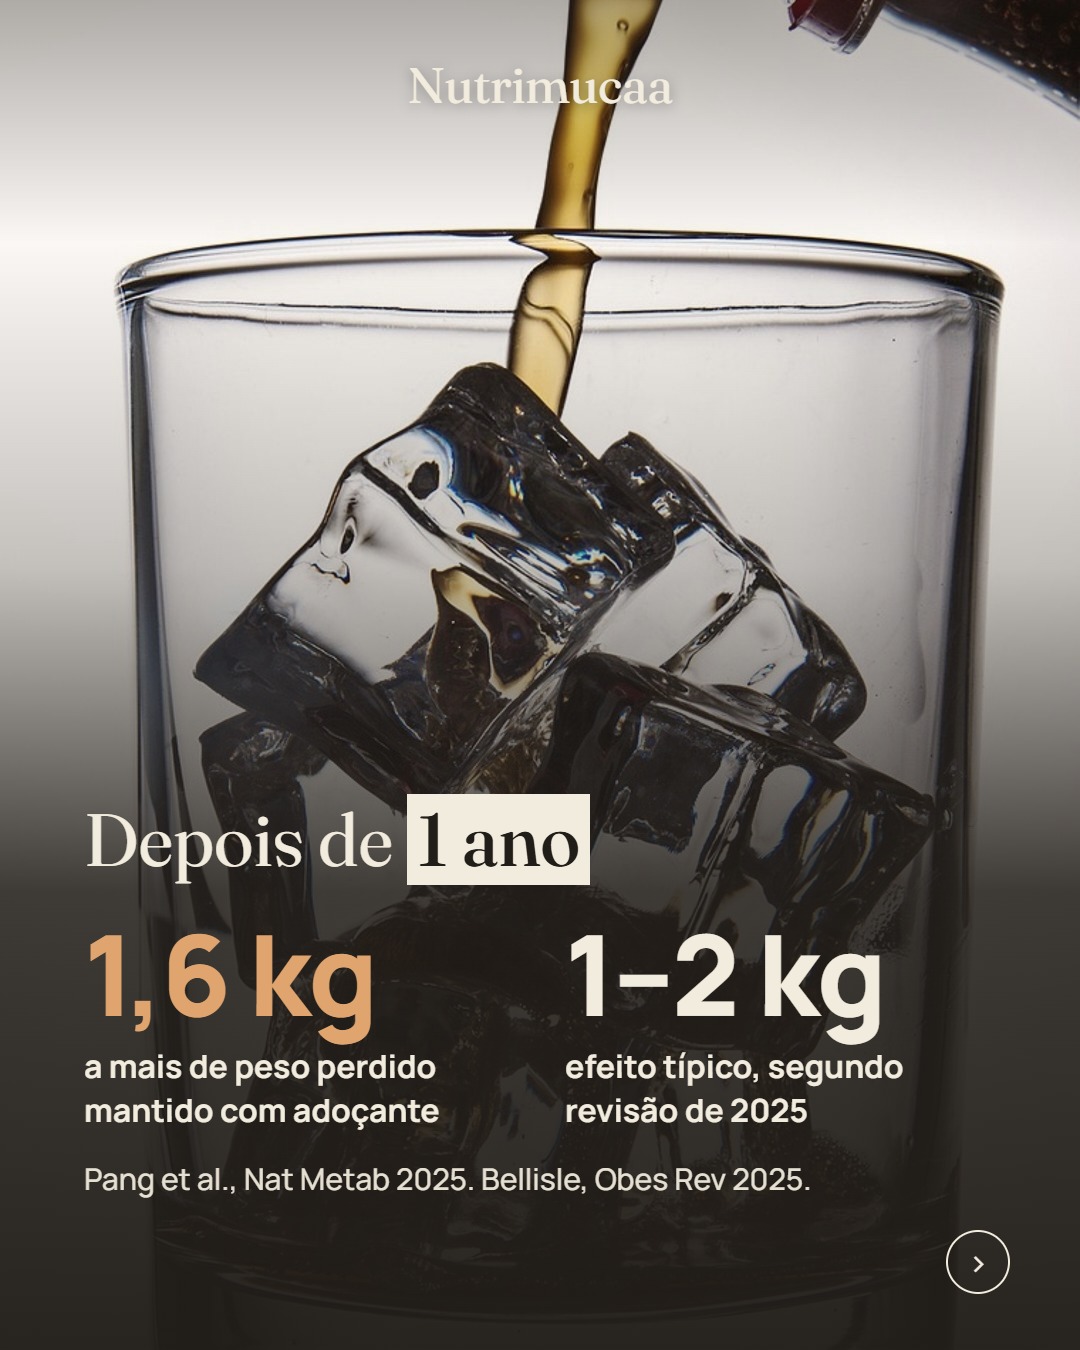 Nutrimucaa
Depois de 1 ano
1,6 kg
a mais de peso perdido
mantido com adoçante
1–2 kg
efeito típico, segundo
revisão de 2025
Pang et al., Nat Metab 2025. Bellisle, Obes Rev 2025.